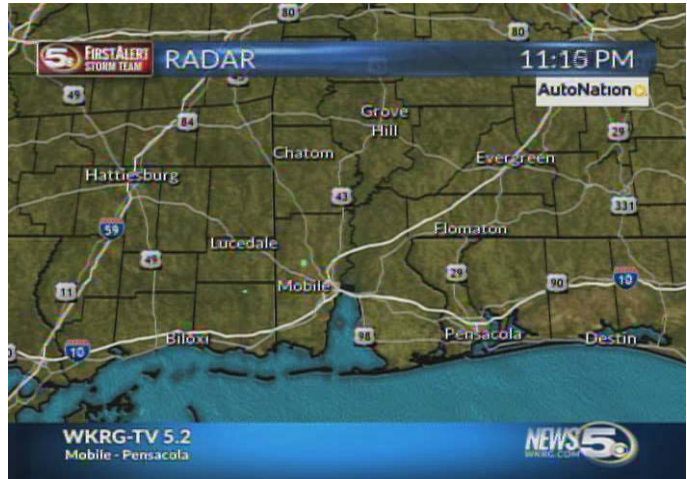 80
80
5 FIRST ALERT
STORM TEAM
RADAR
11:16 PM
AutoNation
49
84
Grove
Hill
29
Chatom
Evergreen
Hattiesburg
43
331
59
Flomaton
Lucedale
49
29
90
10
11
Mobile
98
Pensacola
Destin
Biloxi
10
WKRG-TV 5.2
Mobile - Pensacola
NEWS 5
WKRG.COM